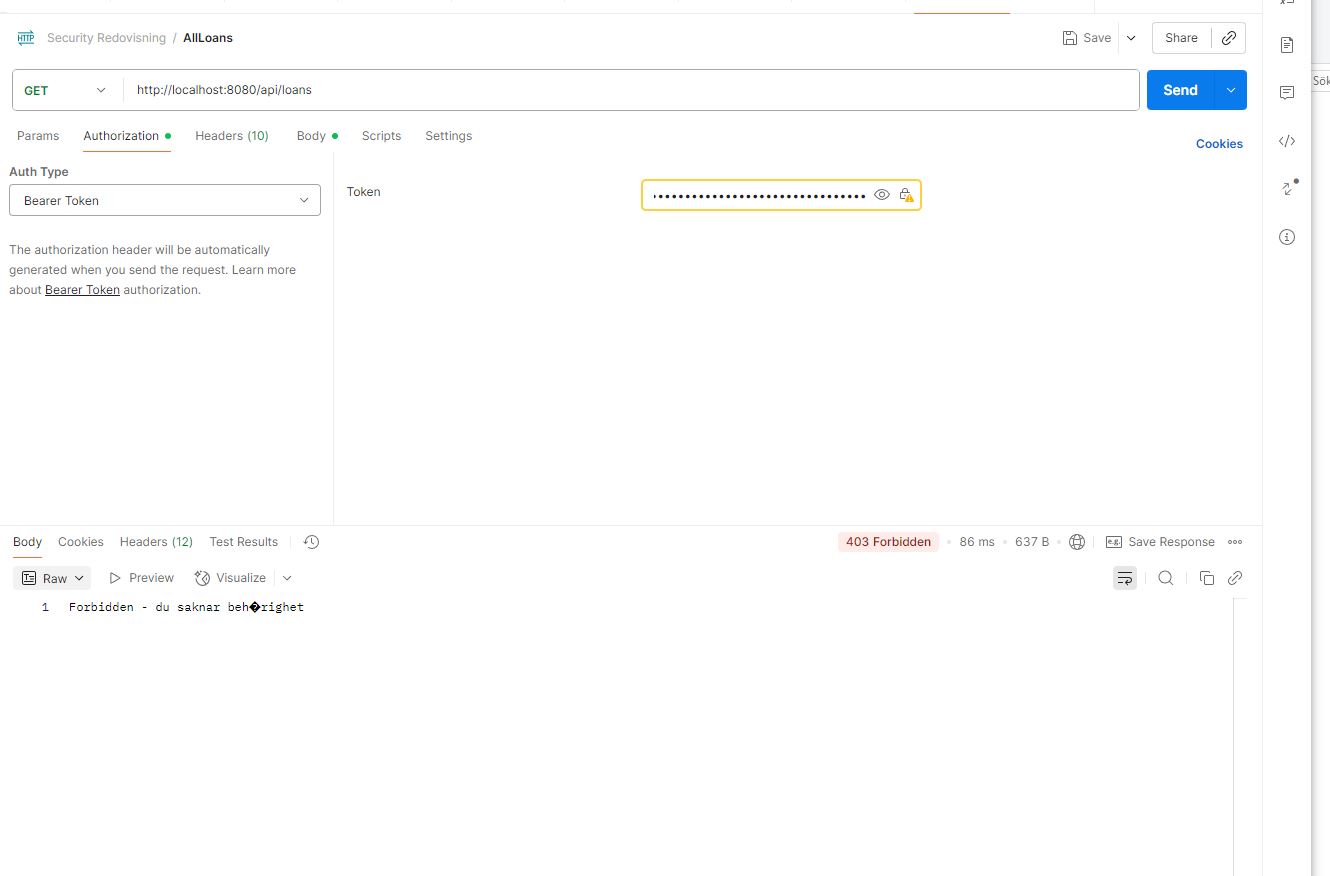 HTTP Security Redovisning / AllLoans Save Share
GET http://localhost:8080/api/loans Send
Sök
Params Authorization Headers (10) Body Scripts Settings Cookies
Auth Type
Bearer Token
Token
The authorization header will be automatically
generated when you send the request. Learn more
about Bearer Token authorization.
Body Cookies Headers (12) Test Results 403 Forbidden 86 ms 637 B e.g. Save Response
Raw Preview Visualize
1 Forbidden - du saknar beh�righet